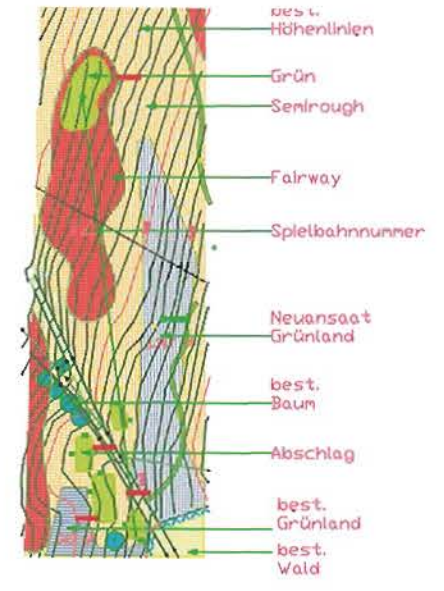 best.
Höhenlinien
Grün
Semirough
Fairway
Spielbahnnummer
Neuansaat
Grünland
best.
Baum
Abschlag
best.
Grünland
best.
Wald